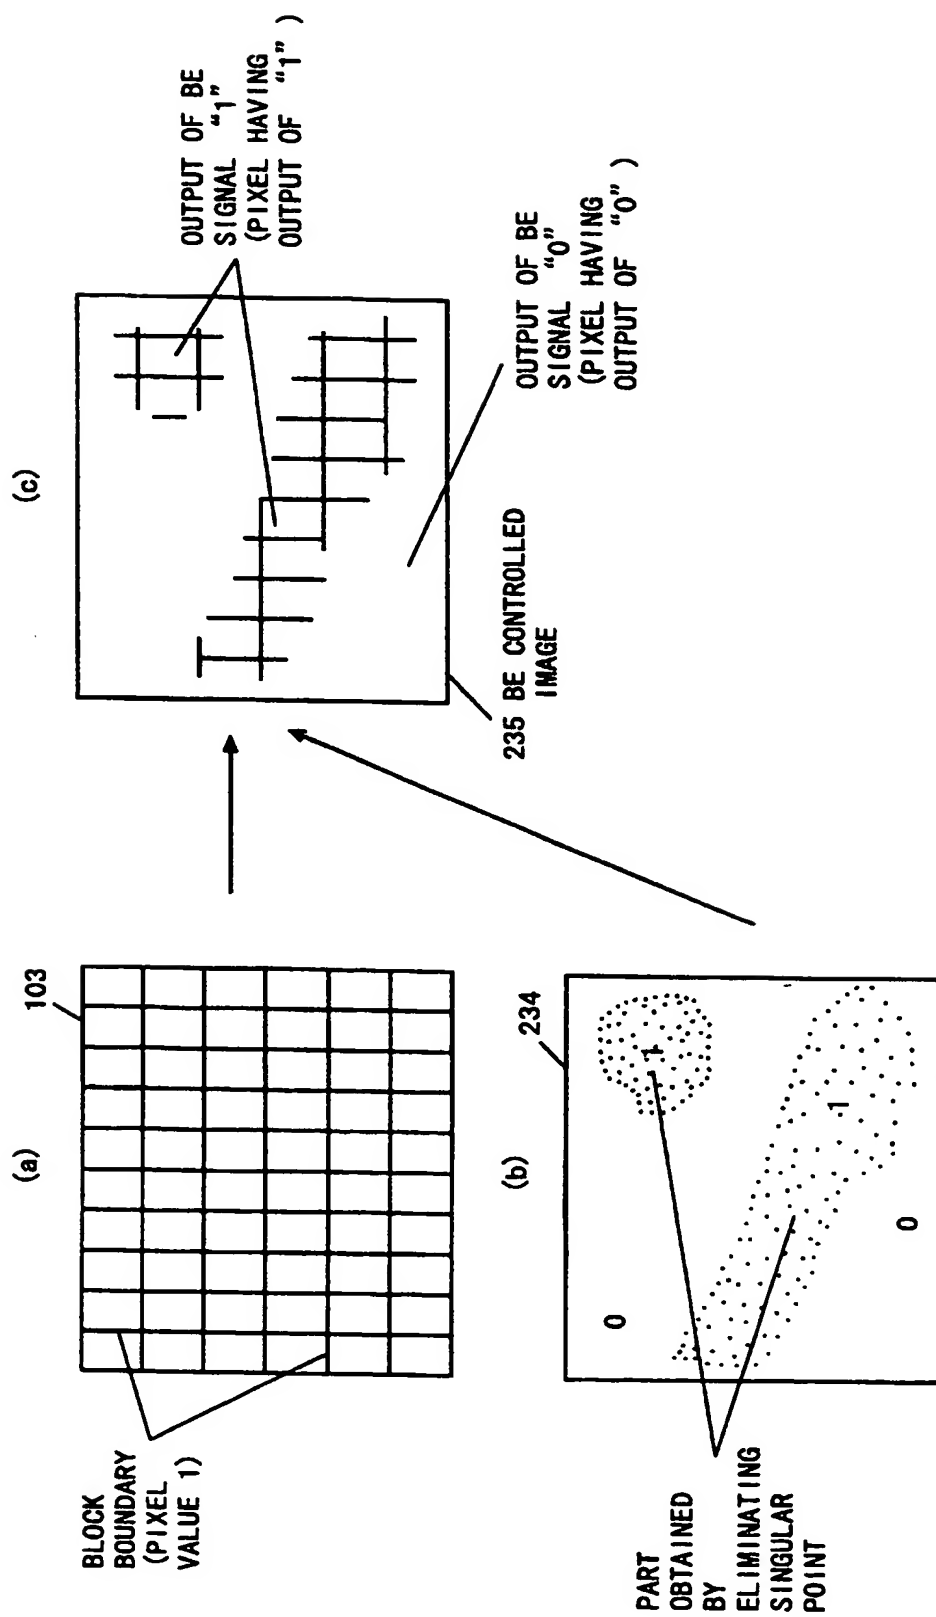 (a)
103
BLOCK
BOUNDARY
(PIXEL
VALUE 1)
(b)
234
1
1
0
0
PART
OBTAINED
BY
ELIMINATING
SINGULAR
POINT
(c)
OUTPUT OF BE
SIGNAL "1"
(PIXEL HAVING
OUTPUT OF "1")
OUTPUT OF BE
SIGNAL "0"
(PIXEL HAVING
OUTPUT OF "0")
235 BE CONTROLLED
IMAGE